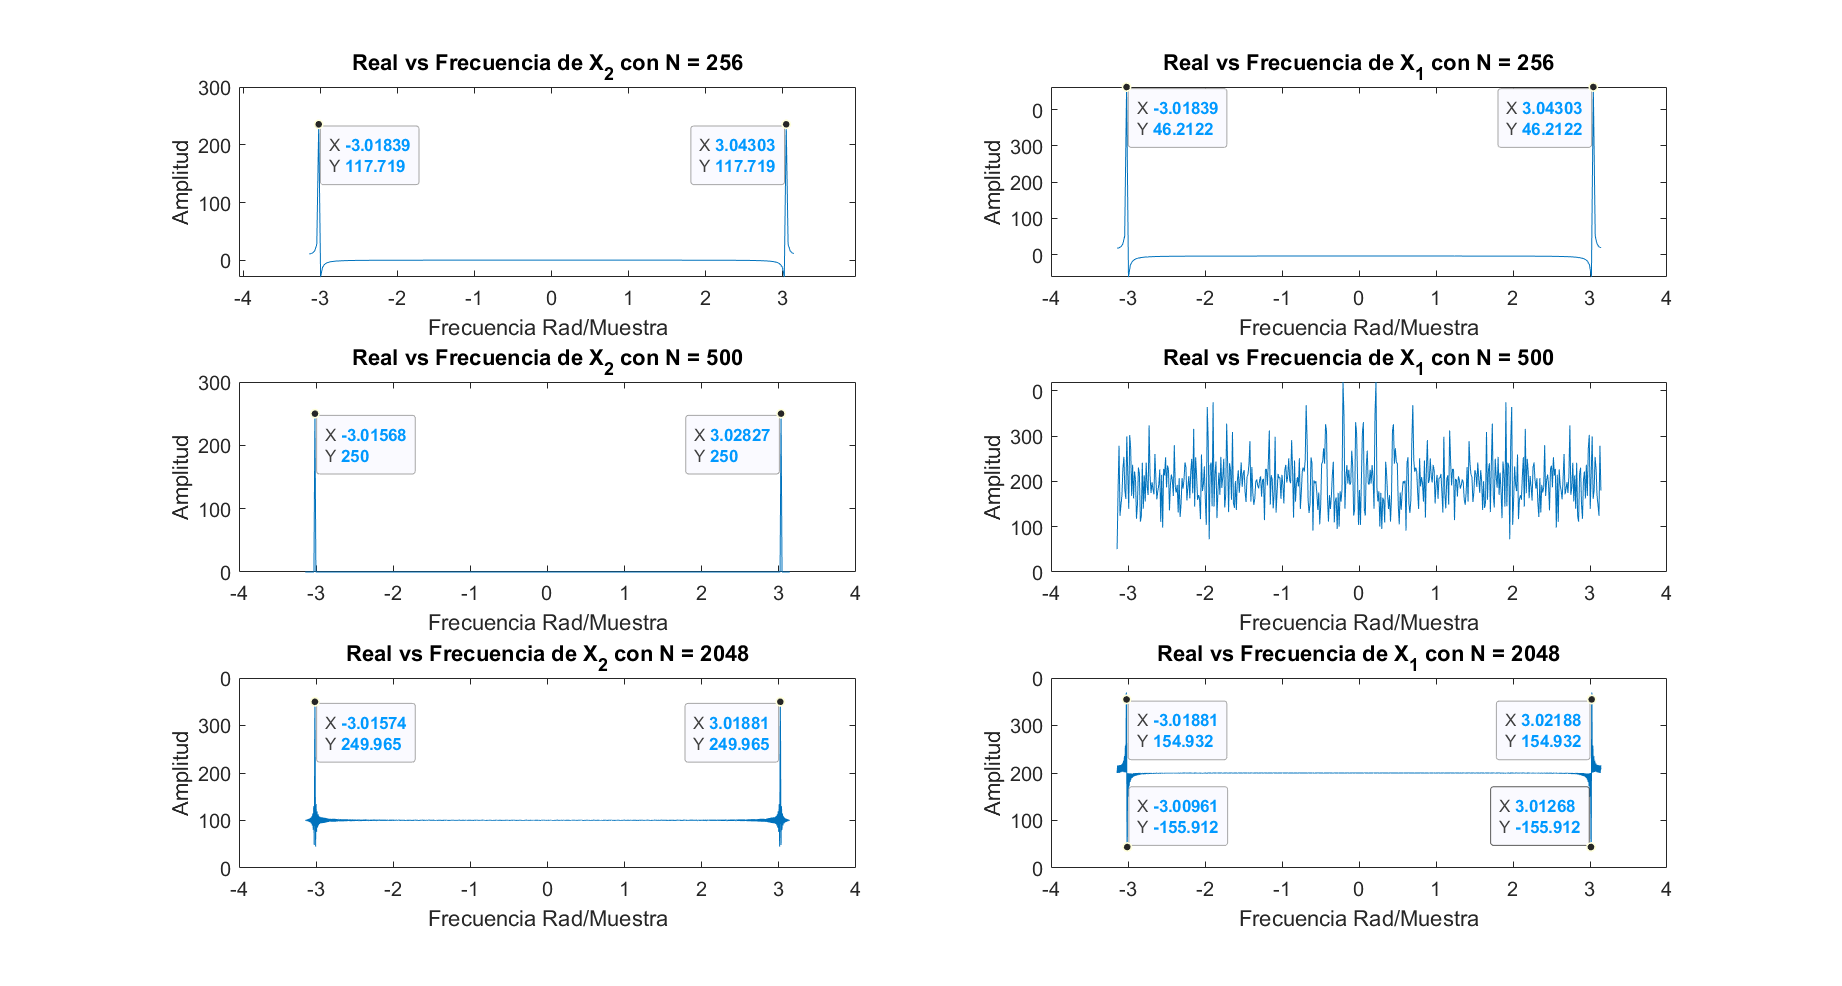 Real vs Frecuencia de X2 con N = 256
300
200
100
0
Amplitud
X -3.01839
Y 117.719
X 3.04303
Y 117.719
-4 -3 -2 -1 0 1 2 3
Frecuencia Rad/Muestra
Real vs Frecuencia de X1 con N = 256
0
300
200
100
0
Amplitud
X -3.01839
Y 46.2122
X 3.04303
Y 46.2122
-4 -3 -2 -1 0 1 2 3 4
Frecuencia Rad/Muestra
Real vs Frecuencia de X2 con N = 500
300
200
100
0
Amplitud
X -3.01568
Y 250
X 3.02827
Y 250
-4 -3 -2 -1 0 1 2 3 4
Frecuencia Rad/Muestra
Real vs Frecuencia de X1 con N = 500
0
300
200
100
0
Amplitud
-4 -3 -2 -1 0 1 2 3 4
Frecuencia Rad/Muestra
Real vs Frecuencia de X2 con N = 2048
0
300
200
100
0
Amplitud
X -3.01574
Y 249.965
X 3.01881
Y 249.965
-4 -3 -2 -1 0 1 2 3 4
Frecuencia Rad/Muestra
Real vs Frecuencia de X1 con N = 2048
0
300
200
100
0
Amplitud
X -3.01881
Y 154.932
X 3.02188
Y 154.932
X -3.00961
Y -155.912
X 3.01268
Y -155.912
-4 -3 -2 -1 0 1 2 3 4
Frecuencia Rad/Muestra